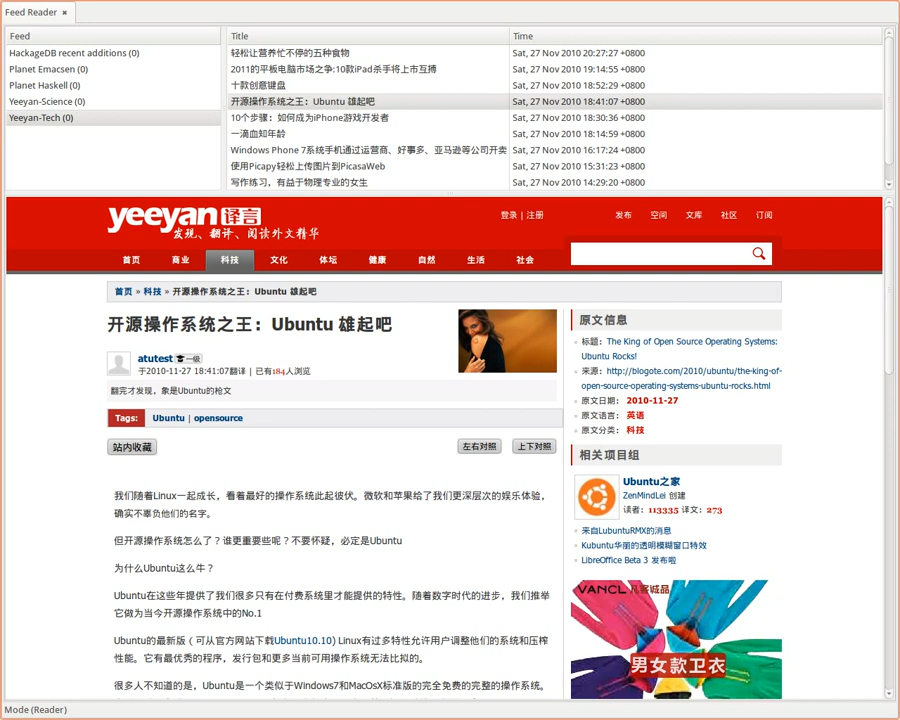 Feed Reader
Feed
Title
Time
HackageDB recent additions (0)
Planet Emacsen (0)
Planet Haskell (0)
Yeeyan-Science (0)
Yeeyan-Tech (0)
轻松让营养忙不停的五种食物 Sat, 27 Nov 2010 20:27:27 +0800
2011的平板电脑市场之争:10款iPad杀手将上市互搏 Sat, 27 Nov 2010 19:14:55 +0800
十款创意键盘 Sat, 27 Nov 2010 18:52:29 +0800
开源操作系统之王：Ubuntu 雄起吧 Sat, 27 Nov 2010 18:41:07 +0800
10个步骤：如何成为iPhone游戏开发者 Sat, 27 Nov 2010 18:30:36 +0800
一滴血知年龄 Sat, 27 Nov 2010 18:14:59 +0800
Windows Phone 7系统手机通过运营商、好事多、亚马逊等公司开卖 Sat, 27 Nov 2010 16:17:24 +0800
使用Picapy轻松上传图片到PicasaWeb Sat, 27 Nov 2010 15:31:23 +0800
写作练习，有益于物理专业的女生 Sat, 27 Nov 2010 14:29:20 +0800
yeeyan 译言
发现、翻译、阅读外文精华
登录 | 注册
发布 空间 文库 社区 订阅
首页 商业 科技 文化 体坛 健康 自然 生活 社会
首页 » 科技 » 开源操作系统之王：Ubuntu 雄起吧
开源操作系统之王：Ubuntu 雄起吧
atutest 一级
于2010-11-27 18:41:07翻译 | 已有184人浏览
翻完才发现，象是Ubuntu的枪文
Tags: Ubuntu | opensource
站内收藏
左右对照
上下对照
我们随着Linux一起成长，看着最好的操作系统此起彼伏。微软和苹果给了我们更深层次的娱乐体验，
确实不辜负他们的名字。
但开源操作系统怎么了？谁更重要些呢？不要怀疑，必定是Ubuntu
为什么Ubuntu这么牛？
Ubuntu在这些年提供了我们很多只有在付费系统里才能提供的特性。随着数字时代的进步，我们推举
它做为当今开源操作系统中的No.1
Ubuntu的最新版（可从官方网站下载Ubuntu10.10) Linux有过多特性允许用户调整他们的系统和压榨
性能。它有最优秀的程序，发行包和更多当前可用操作系统无法比拟的。
很多人不知道的是，Ubuntu是一个类似于Windows7和MacOsX标准版的完全免费的完整的操作系统。
原文信息
标题：The King of Open Source Operating Systems:
Ubuntu Rocks!
来源：http://blogote.com/2010/ubuntu/the-king-of-
open-source-operating-systems-ubuntu-rocks.html
原文日期： 2010-11-27
原文语言： 英语
原文分类： 科技
相关项目组
Ubuntu之家
ZenMindLei 创建
读者：113335 译文：273
来自LubuntuRMX的消息
Kubuntu华丽的透明模糊窗口特效
LibreOffice Beta 3 发布啦
VANCL 凡客诚品
男女款卫衣
Mode (Reader)